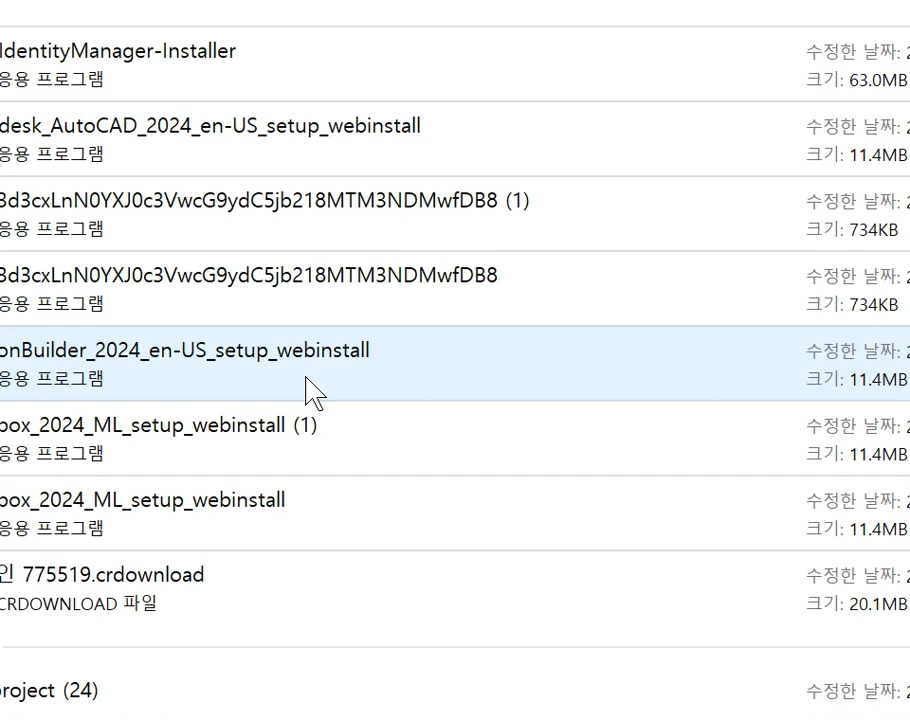 IdentityManager-Installer
수정한 날짜:
응용 프로그램
크기: 63.0MB
desk_AutoCAD_2024_en-US_setup_webinstall
수정한 날짜:
응용 프로그램
크기: 11.4MB
3d3cxLnN0YXJ0c3VwcG9ydC5jb218MTM3NDMwfDB8 (1)
수정한 날짜:
응용 프로그램
크기: 734KB
3d3cxLnN0YXJ0c3VwcG9ydC5jb218MTM3NDMwfDB8
수정한 날짜:
응용 프로그램
크기: 734KB
onBuilder_2024_en-US_setup_webinstall
수정한 날짜:
응용 프로그램
크기: 11.4MB
box_2024_ML_setup_webinstall (1)
수정한 날짜:
응용 프로그램
크기: 11.4MB
box_2024_ML_setup_webinstall
수정한 날짜:
응용 프로그램
크기: 11.4MB
인 775519.crdownload
수정한 날짜:
CRDOWNLOAD 파일
크기: 20.1MB
project (24)
수정한 날짜: